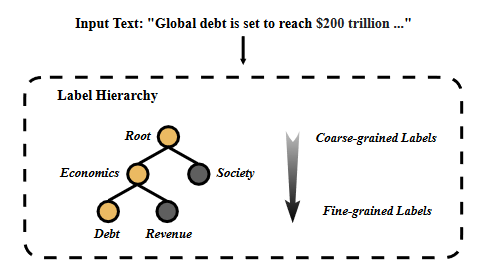 Input Text: "Global debt is set to reach $200 trillion ..."
Label Hierarchy
Root
Coarse-grained Labels
Economics
Society
Fine-grained Labels
Debt
Revenue